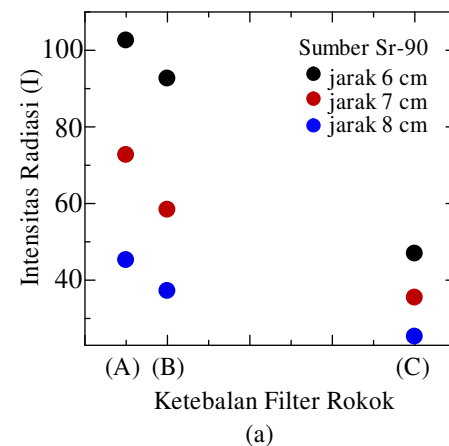 Sumber Sr-90
jarak 6 cm
jarak 7 cm
jarak 8 cm
Intensitas Radiasi (I)
100
80
60
40
(A) (B) (C)
Ketebalan Filter Rokok
(a)